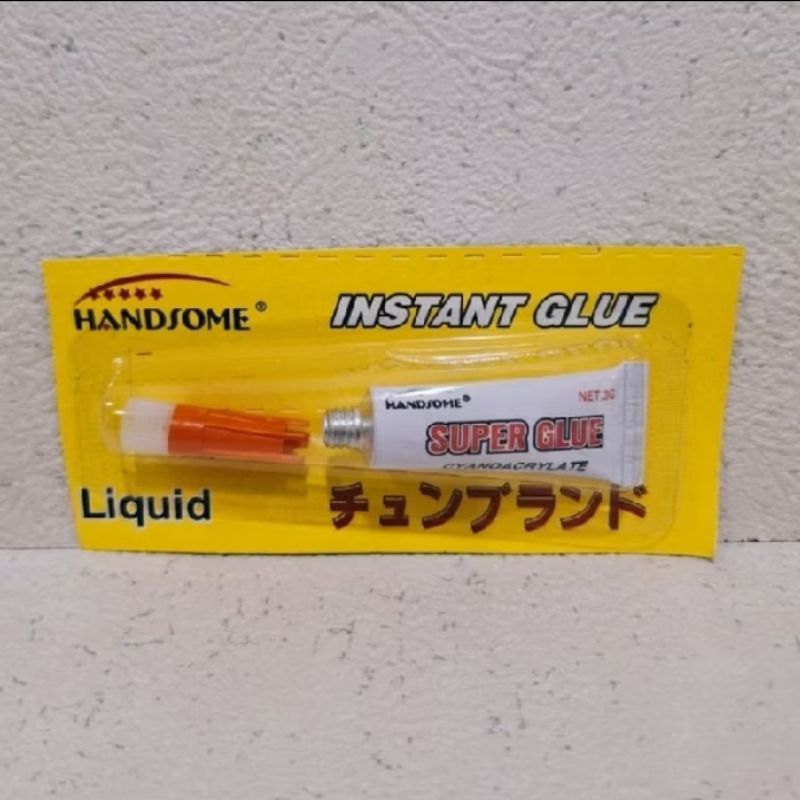 HANDSOME®
INSTANT GLUE
HANDSOME®
NET.3G
SUPER GLUE
CYANOACRYLATE
Liquid
チュンブランド